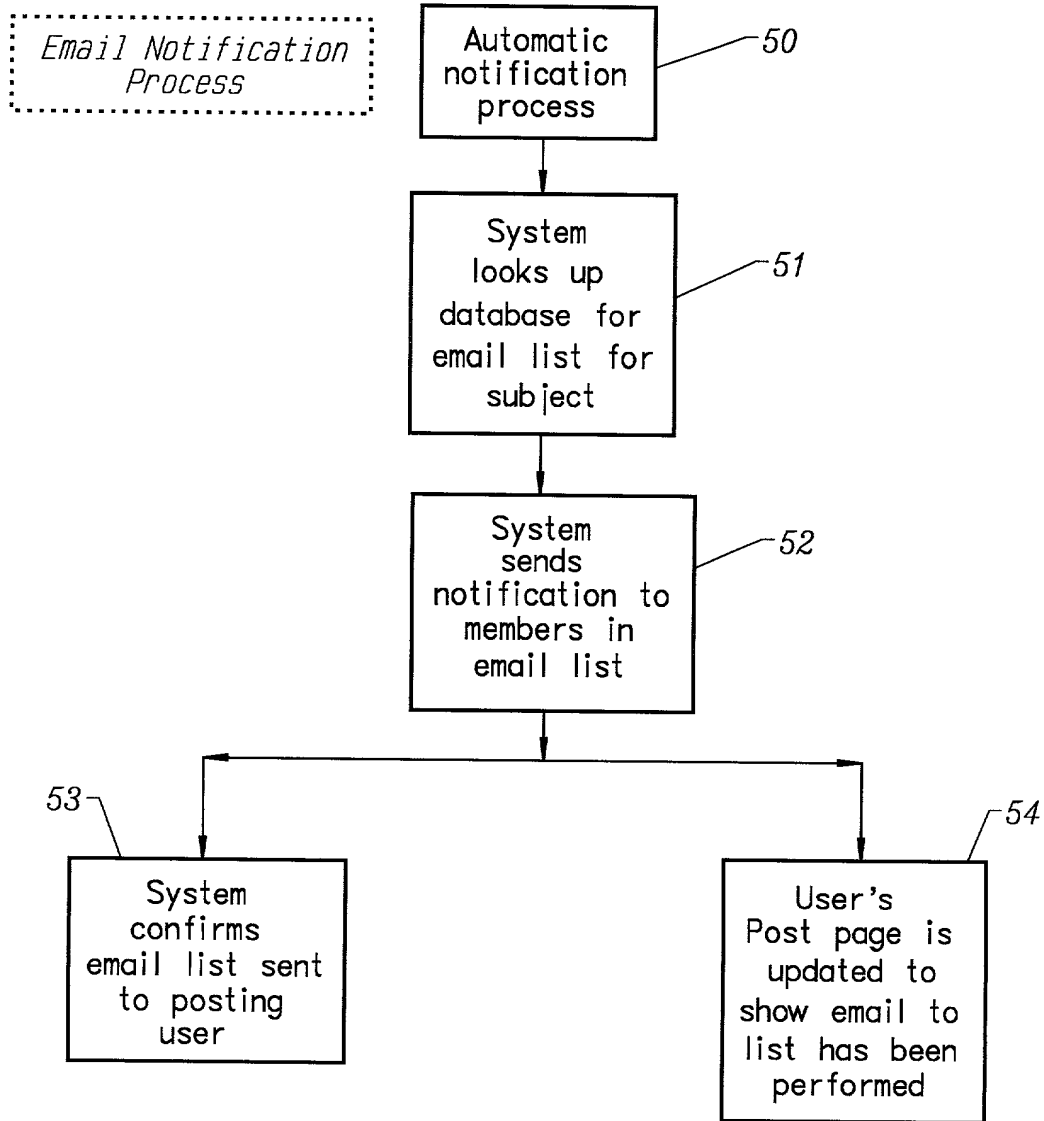 Email Notification
Process
Automatic
notification
process
50
System
looks up
database for
email list for
subject
51
System
sends
notification to
members in
email list
52
53
System
confirms
email list sent
to posting
user
54
User's
Post page is
updated to
show email to
list has been
performed